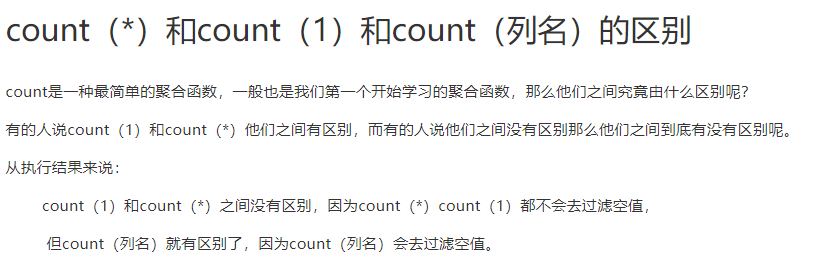 count（*）和count（1）和count（列名）的区别
count是一种最简单的聚合函数，一般也是我们第一个开始学习的聚合函数，那么他们之间究竟由什么区别呢？
有的人说count（1）和count（*）他们之间有区别，而有的人说他们之间没有区别那么他们之间到底有没有区别呢。
从执行结果来说：
count（1）和count（*）之间没有区别，因为count（*）count（1）都不会去过滤空值，
但count（列名）就有区别了，因为count（列名）会去过滤空值。